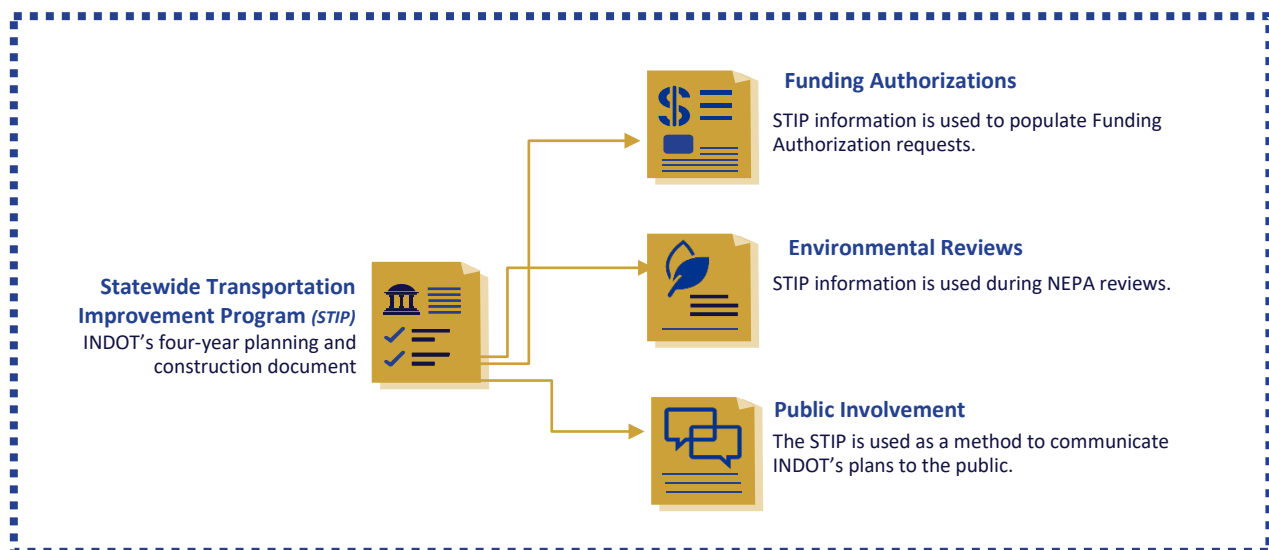 Statewide Transportation
Improvement Program (STIP)
INDOT’s four-year planning and
construction document
Funding Authorizations
STIP information is used to populate Funding
Authorization requests.
Environmental Reviews
STIP information is used during NEPA reviews.
Public Involvement
The STIP is used as a method to communicate
INDOT’s plans to the public.